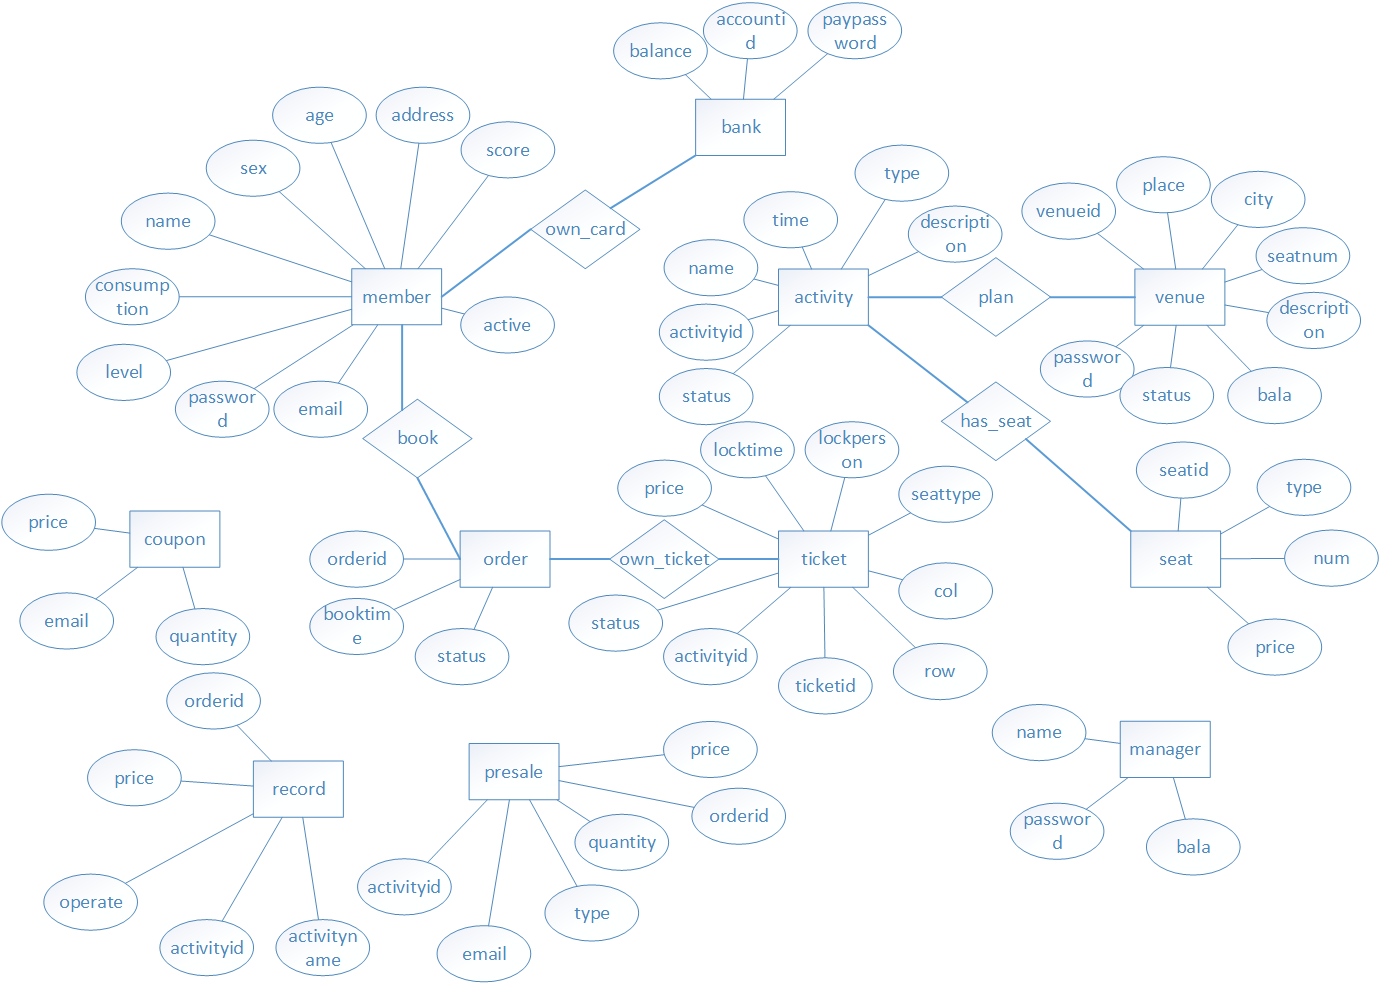 accounti
d
paypass
word
balance
bank
age
address
score
sex
name
own_card
consump
tion
member
active
level
passwor
d
email
book
type
time
descripti
on
name
activity
activityid
status
plan
place
city
venueid
seatnum
venue
descripti
on
passwor
d
status
bala
has_seat
seatid
type
seat
num
price
locktime
lockpers
on
price
seattype
own_ticket
ticket
col
status
activityid
ticketid
row
orderid
order
booktim
e
status
price
coupon
email
quantity
orderid
price
record
operate
activityid
activityn
ame
presale
price
orderid
quantity
activityid
type
email
name
manager
passwor
d
bala